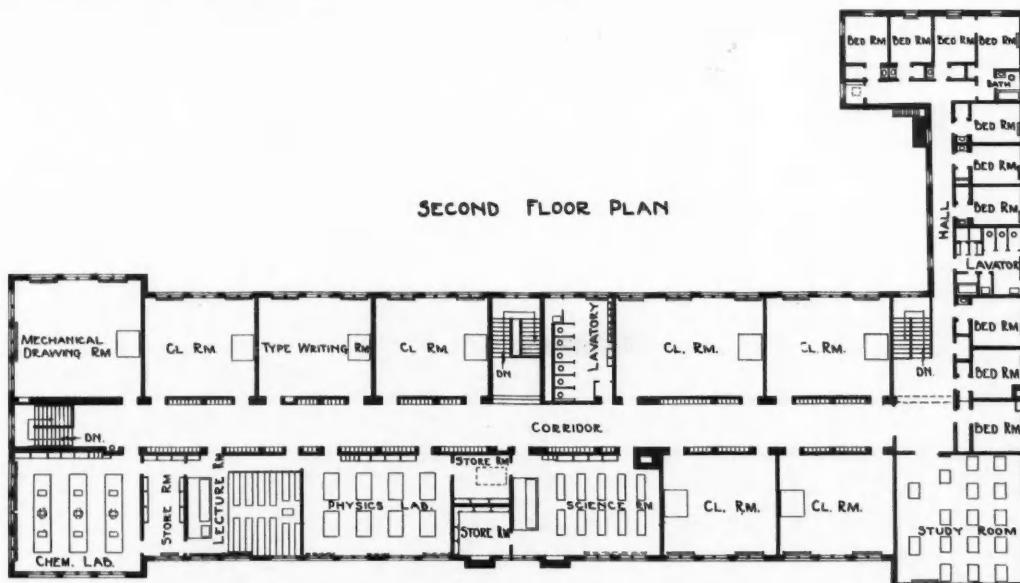 BED RM
BED RM
BED RM
BED RM
BATH
BED RM
BED RM
BED RM.
SECOND FLOOR PLAN
HALL
LAVATORY
MECHANICAL
DRAWING RM
CL RM.
TYPE WRITING RM
CL RM.
DN
LAVATORY
CL. RM.
CL. RM.
DN.
BED RM
BED RM
BED RM
CORRIDOR
DN.
CHEM. LAB.
STORE RM
LECTURE RM
PHYSICS LAB.
STORE RM
STORE RM
SCIENCE RM
CL. RM.
CL. RM.
STUDY ROOM